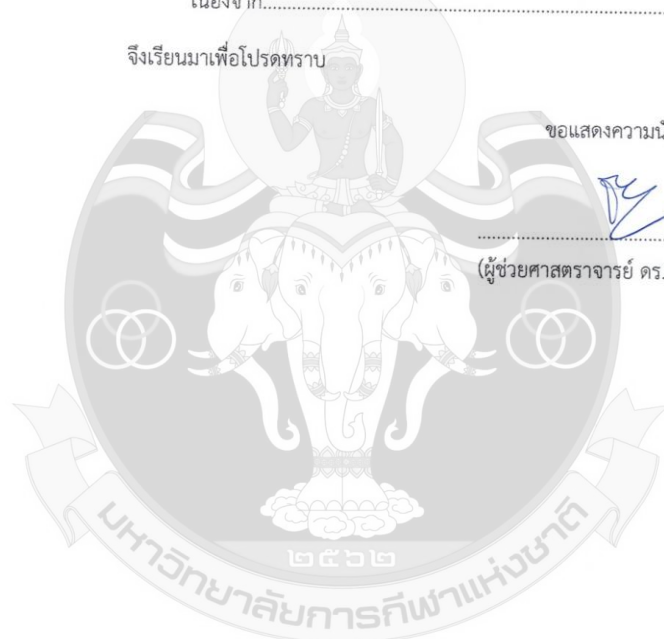 เนื่องจาก........................................................................
จึงเรียนมาเพื่อโปรดทราบ
ขอแสดงความนั
........................................
(ผู้ช่วยศาสตราจารย์ ดร.
๒๕๖๒
มหาวิทยาลัยการกีฬาแห่งชาติ